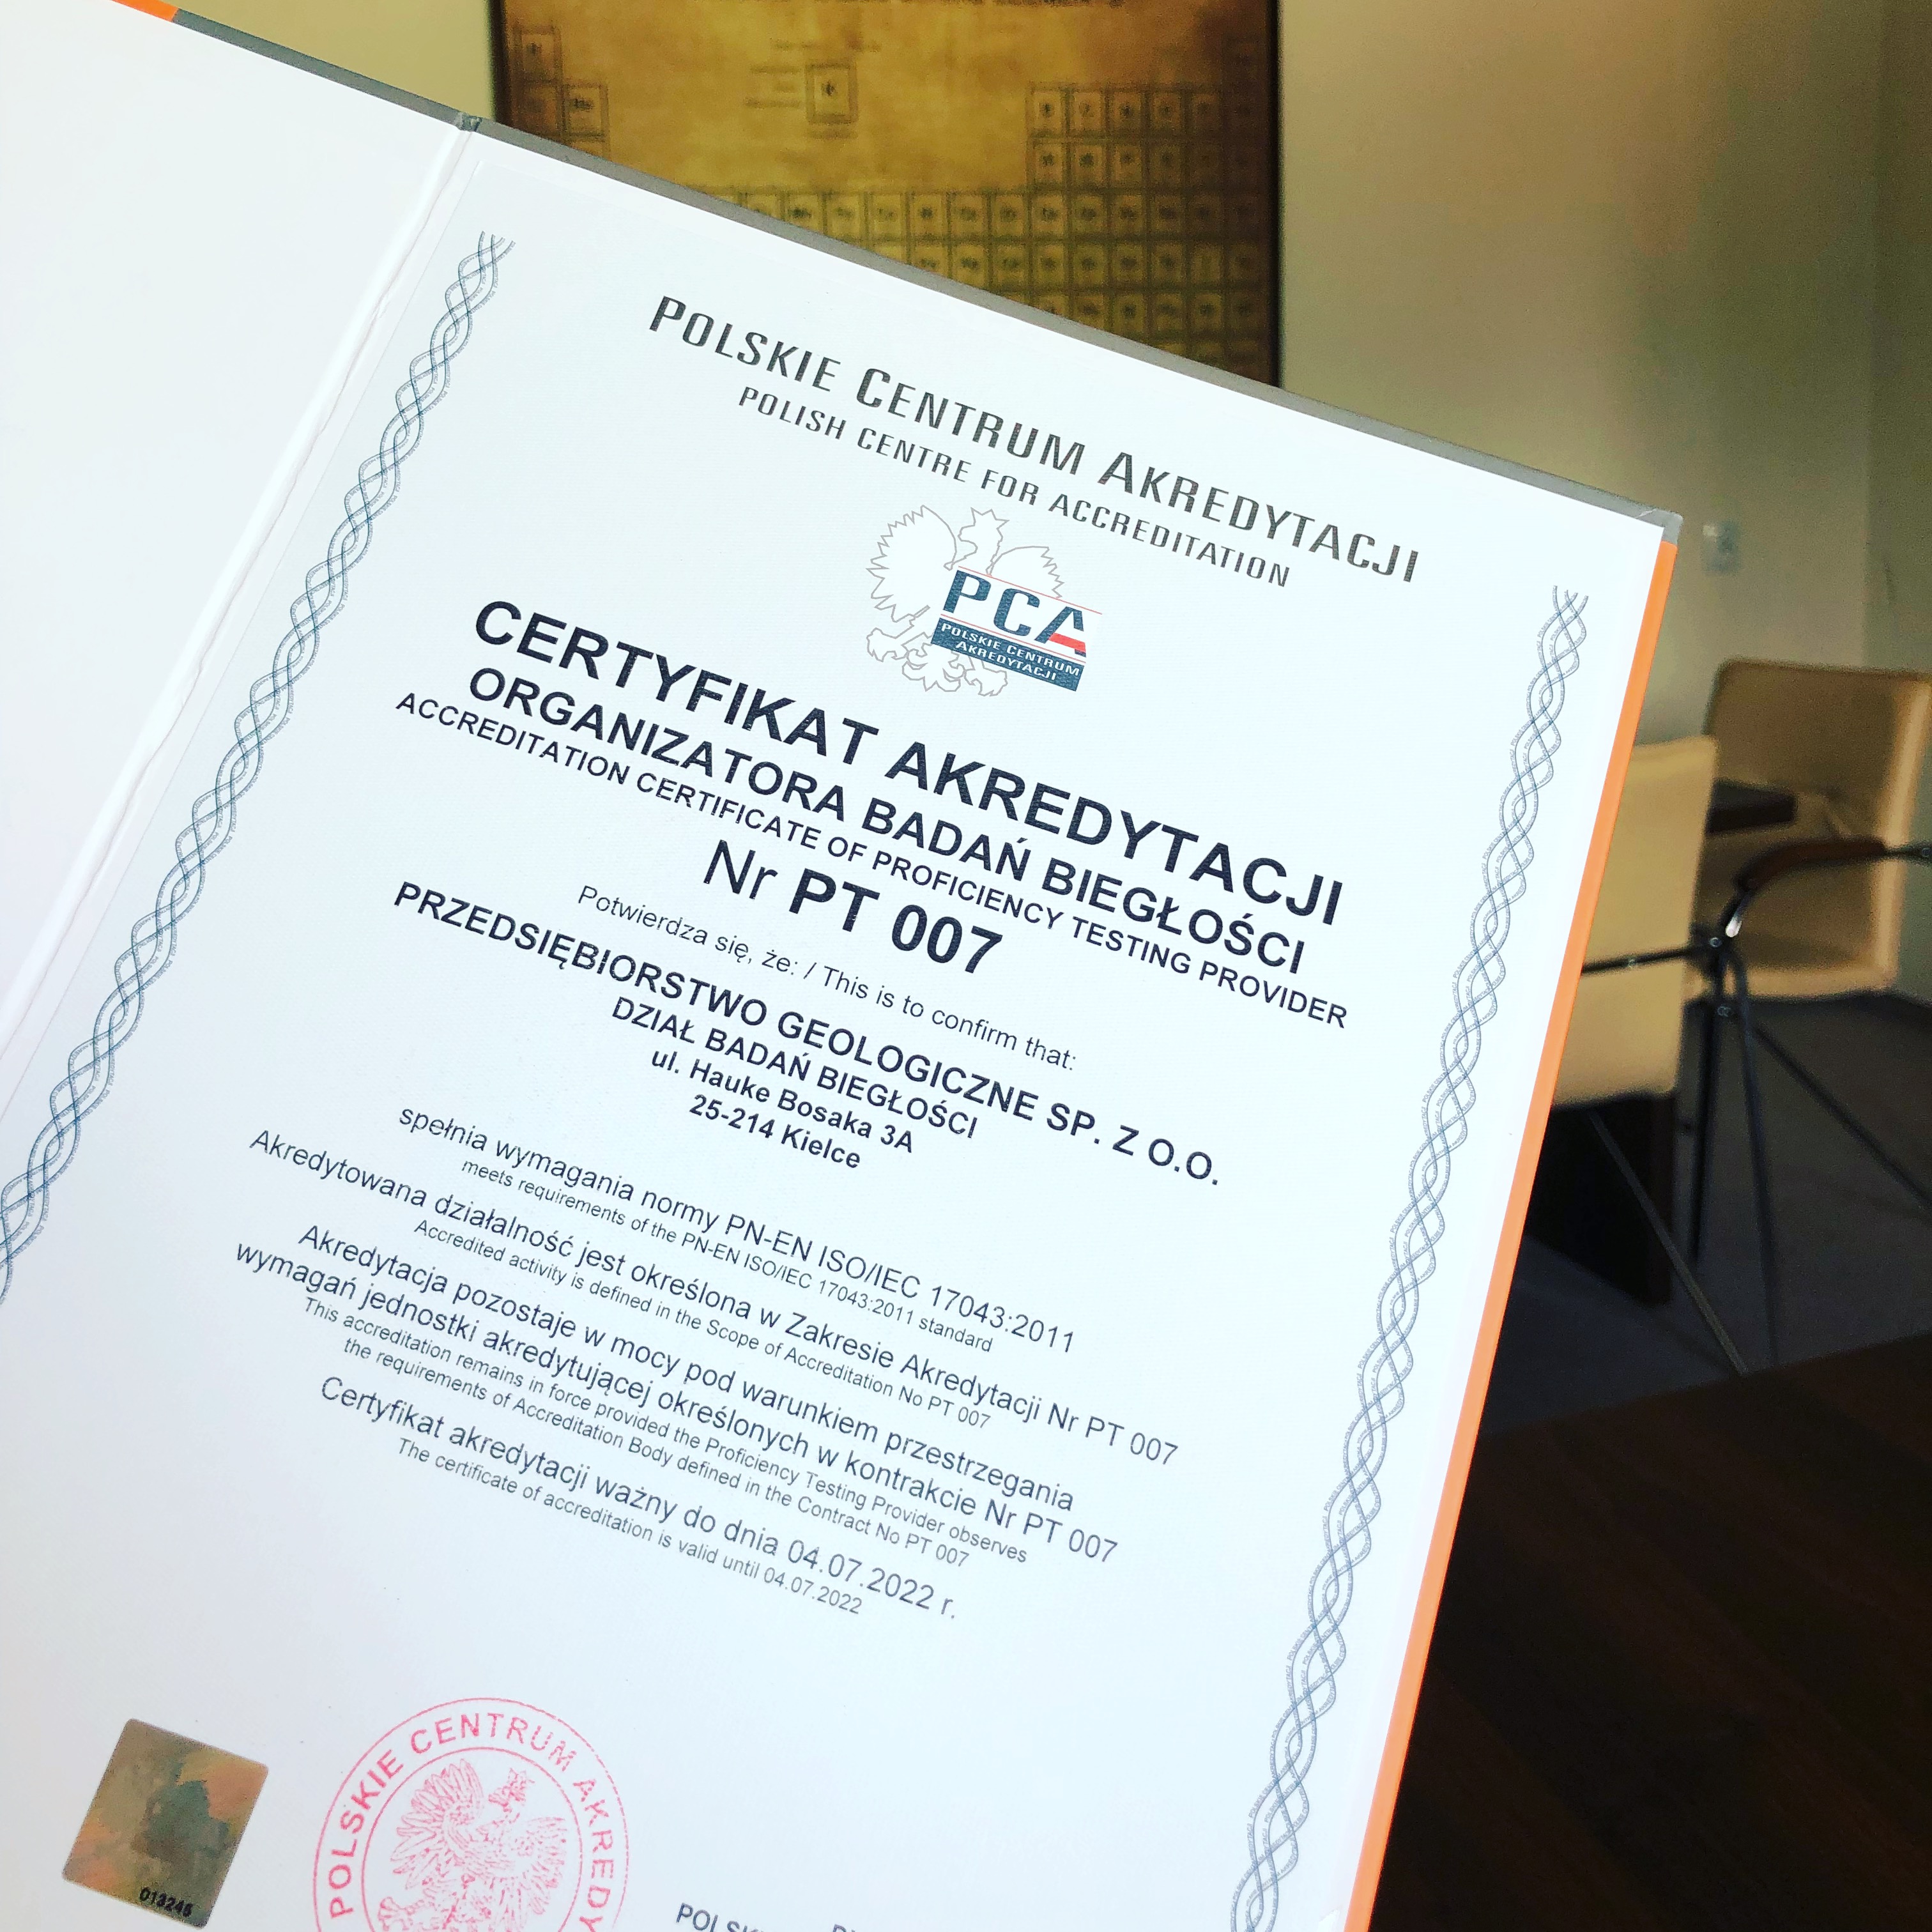 POLSKIE CENTRUM AKREDYTACJI
POLISH CENTRE FOR ACCREDITATION
PCA
POLSKIE CENTRUM
AKREDYTACJI
CERTYFIKAT AKREDYTACJI
ORGANIZATORA BADAŃ BIEGŁOŚCI
ACCREDITATION CERTIFICATE OF PROFICIENCY TESTING PROVIDER
Nr PT 007
Potwierdza się, że: / This is to confirm that:
PRZEDSIĘBIORSTWO GEOLOGICZNE SP. Z O.O.
DZIAŁ BADAŃ BIEGŁOŚCI
ul. Hauke Bosaka 3A
25-214 Kielce
spełnia wymagania normy PN-EN ISO/IEC 17043:2011
meets requirements of the PN-EN ISO/IEC 17043:2011 standard
Akredytowana działalność jest określona w Zakresie Akredytacji Nr PT 007
Accredited activity is defined in the Scope of Accreditation No PT 007
Akredytacja pozostaje w mocy pod warunkiem przestrzegania
wymagań jednostki akredytującej określonych w kontrakcie Nr PT 007
This accreditation remains in force provided the Proficiency Testing Provider observes
the requirements of Accreditation Body defined in the Contract No PT 007
Certyfikat akredytacji ważny do dnia 04.07.2022 r.
The certificate of accreditation is valid until 04.07.2022
POLSKIE CENTRUM AKREDY
013245